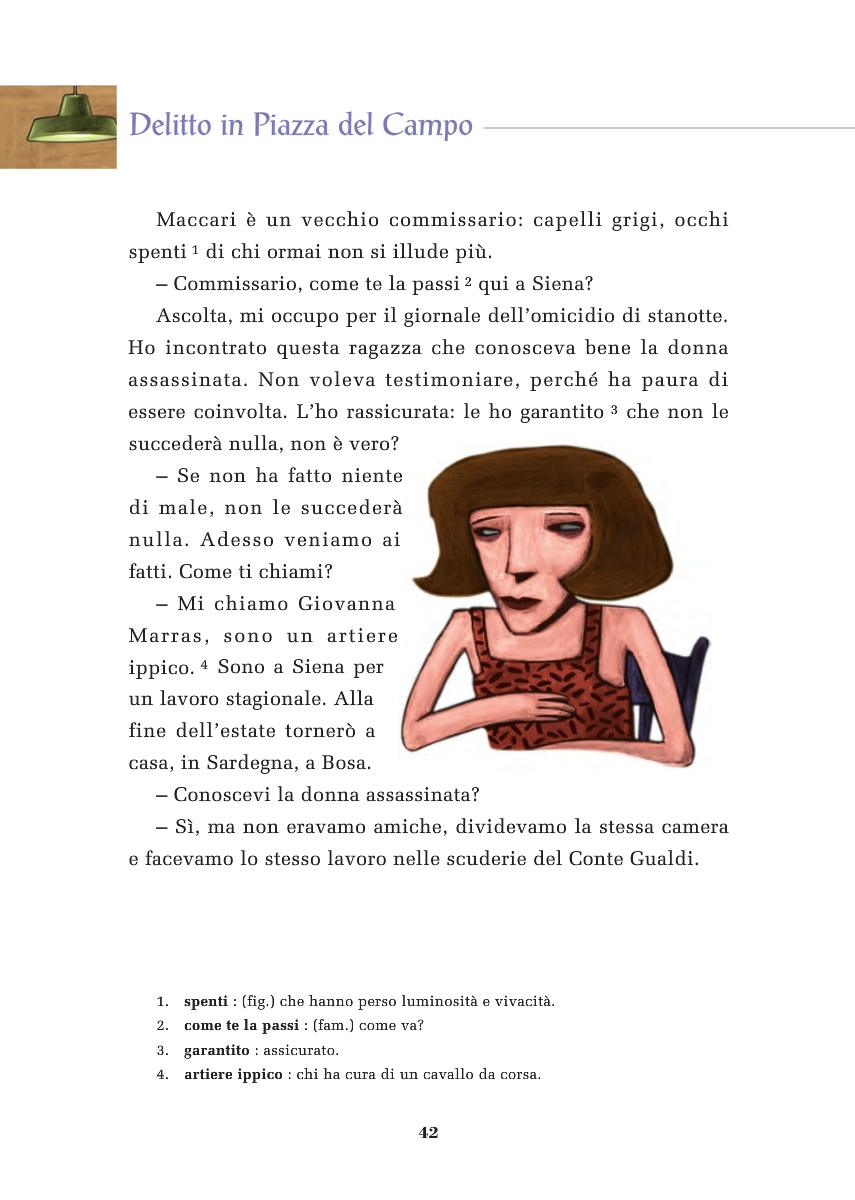 Delitto in Piazza del Campo
Maccari è un vecchio commissario: capelli grigi, occhi
spenti 1 di chi ormai non si illude più.
– Commissario, come te la passi 2 qui a Siena?
Ascolta, mi occupo per il giornale dell'omicidio di stanotte.
Ho incontrato questa ragazza che conosceva bene la donna
assassinata. Non voleva testimoniare, perché ha paura di
essere coinvolta. L'ho rassicurata: le ho garantito 3 che non le
succederà nulla, non è vero?
– Se non ha fatto niente
di male, non le succederà
nulla. Adesso veniamo ai
fatti. Come ti chiami?
– Mi chiamo Giovanna
Marras, sono un artiere
ippico. 4 Sono a Siena per
un lavoro stagionale. Alla
fine dell'estate tornerò a
casa, in Sardegna, a Bosa.
– Conoscevi la donna assassinata?
– Sì, ma non eravamo amiche, dividevamo la stessa camera
e facevamo lo stesso lavoro nelle scuderie del Conte Gualdi.
1. spenti : (fig.) che hanno perso luminosità e vivacità.
2. come te la passi : (fam.) come va?
3. garantito : assicurato.
4. artiere ippico : chi ha cura di un cavallo da corsa.
42